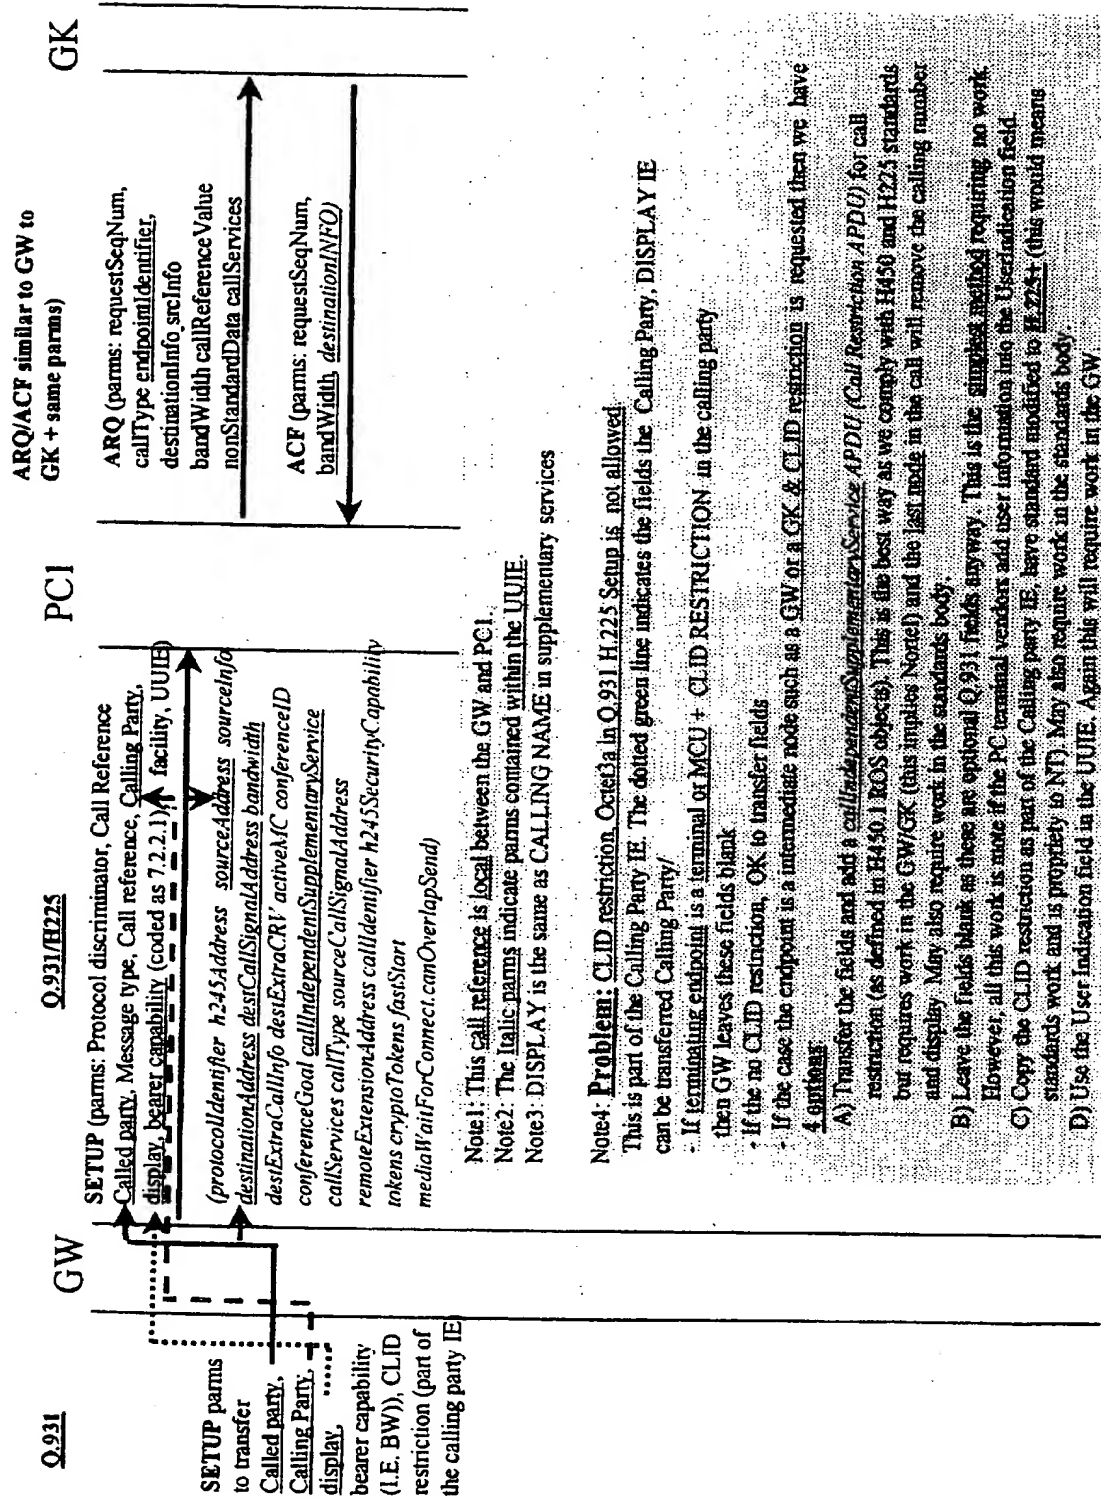 Q.931
GW
Q.931/H225
PC1
ARQ/ACF similar to GW to
GK + same parms)
GK
SETUP parms
to transfer
Called party,
Calling Party,
display,
bearer capability
(I.E. BW)), CLID
restriction (part of
the calling party IE)
SETUP (parms: Protocol discriminator, Call Reference
Called party, Message type, Call reference, Calling Party,
display, bearer capability (coded as 7.2.2.1), facility, UUIE)
(protocolIdentifier h245Address sourceAddress sourceInfo
destinationAddress destCallSignalAddress bandwidth
destExtraCallInfo destExtraCRV activeMC conferenceID
conferenceGoal callIndependentSupplementaryService
callServices callType sourceCallSignalAddress
remoteExtensionAddress callIdentifier h245SecurityCapability
tokens cryptoTokens fastStart
mediaWaitForConnect.canOverlapSend)
ARQ (parms: requestSeqNum,
callType endpointIdentifier,
destinationInfo srcInfo
bandWidth callReferenceValue
nonStandardData callServices
ACF (parms: requestSeqNum,
bandWidth, destinationINFO)
Note1: This call reference is local between the GW and PC1.
Note2: The Italic parms indicate parms contained within the UUIE.
Note3: DISPLAY is the same as CALLING NAME in supplementary services
Note4: Problem: CLID restriction, Octet3a in Q.931 H.225 Setup is not allowed.
This is part of the Calling Party IE. The dotted green line indicates the fields the Calling Party, DISPLAY IE
can be transferred Calling Party/
- If terminating endpoint is a terminal or MCU + CLID RESTRICTION in the calling party
then GW leaves these fields blank
- If the no CLID restriction, OK to transfer fields
- If the case the endpoint is a intermediate node such as a GW or a GK & CLID restriction is requested then we have
4 options
A) Transfer the fields and add a callIndependentSupplementaryService APDU (Call Restriction APDU) for call
restriction (as defined in H450.1 ROS objects). This is the best way as we comply with H450 and H225 standards
but requires work in the GW/GK (this implies Nortel) and the last node in the call will remove the calling number
and display. May also require work in the standards body.
B) Leave the fields blank as these are optional Q.931 fields anyway. This is the simplest method requiring no work.
However, all this work is mote if the PC terminal vendors add user information into the Userindication field
C) Copy the CLID restriction as part of the Calling party IE, have standard modified to H.225+ (this would means
standards work and is propriety to NT). May also require work in the standards body.
D) Use the User Indication field in the UUIE. Again this will require work in the GW.